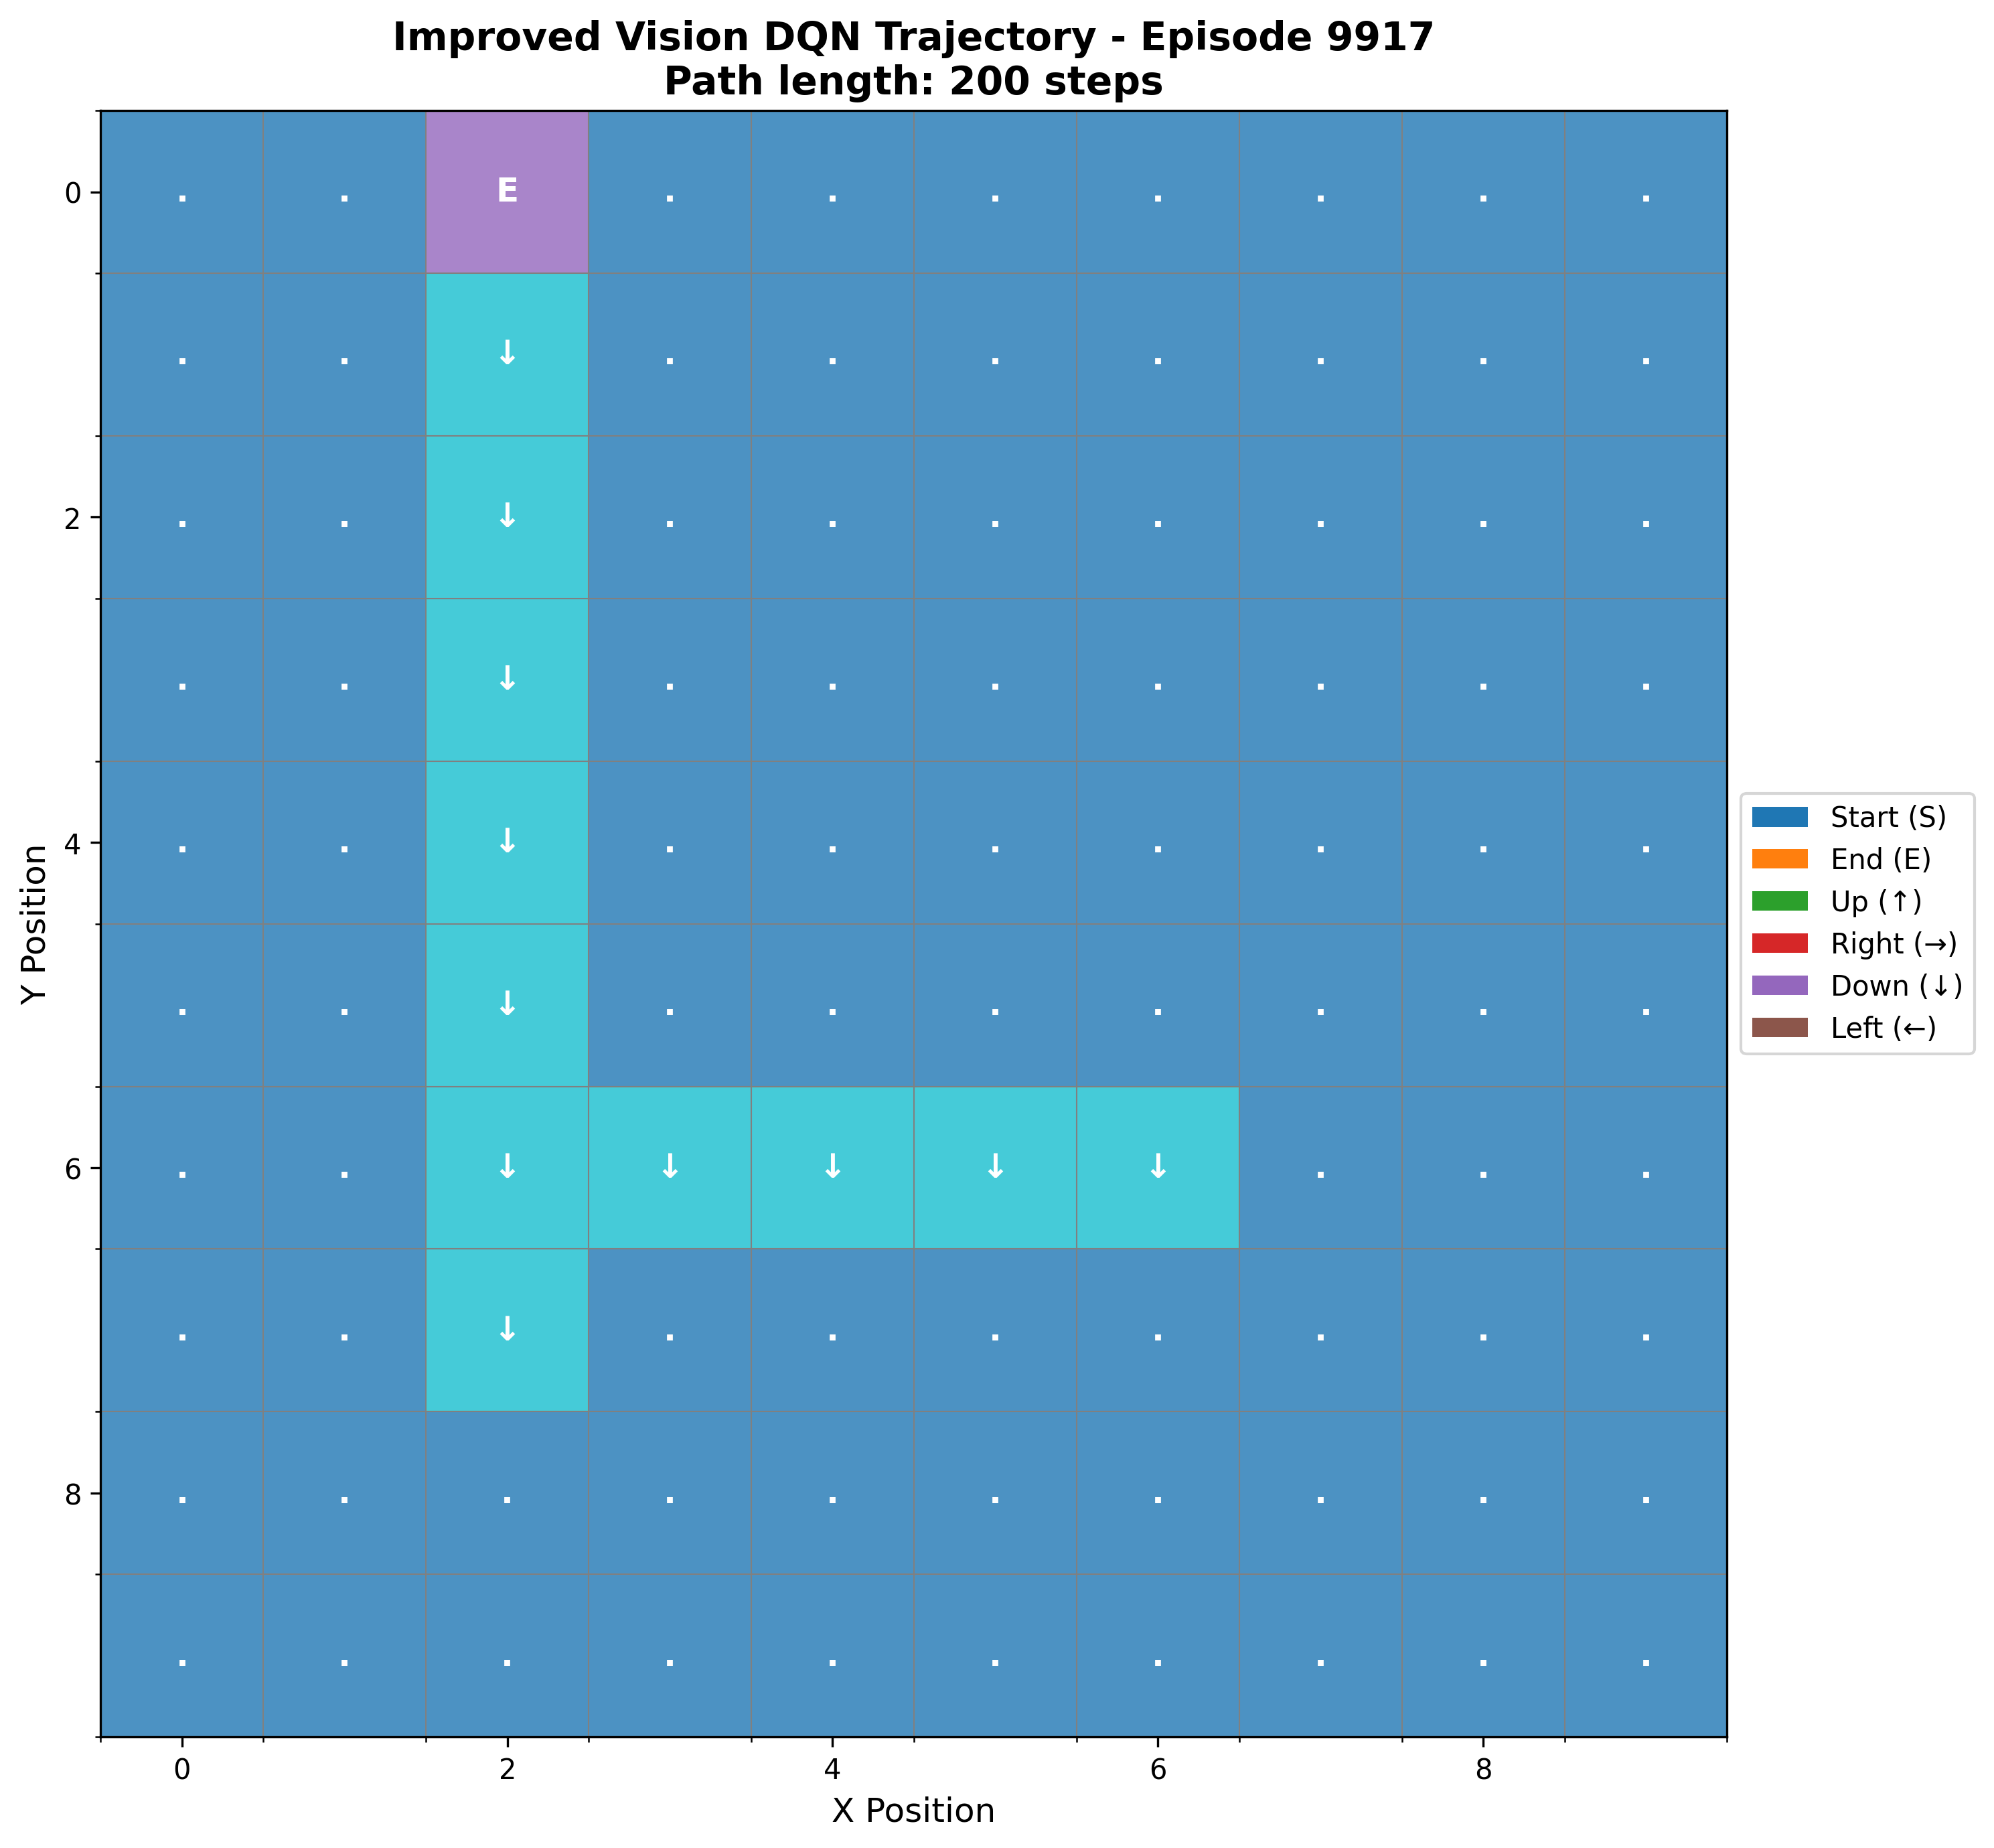 Improved Vision DQN Trajectory - Episode 9917
Path length: 200 steps
0 . . E . . . . . . .
. . ↓ . . . . . . .
2 . . ↓ . . . . . . .
. . ↓ . . . . . . .
4 . . ↓ . . . . . . .
. . ↓ . . . . . . .
6 . . ↓ ↓ ↓ ↓ ↓ . . .
. . ↓ . . . . . . .
8 . . . . . . . . . .
. . . . . . . . . .
0 2 4 6 8
X Position
Y Position
Start (S)
End (E)
Up (↑)
Right (→)
Down (↓)
Left (←)